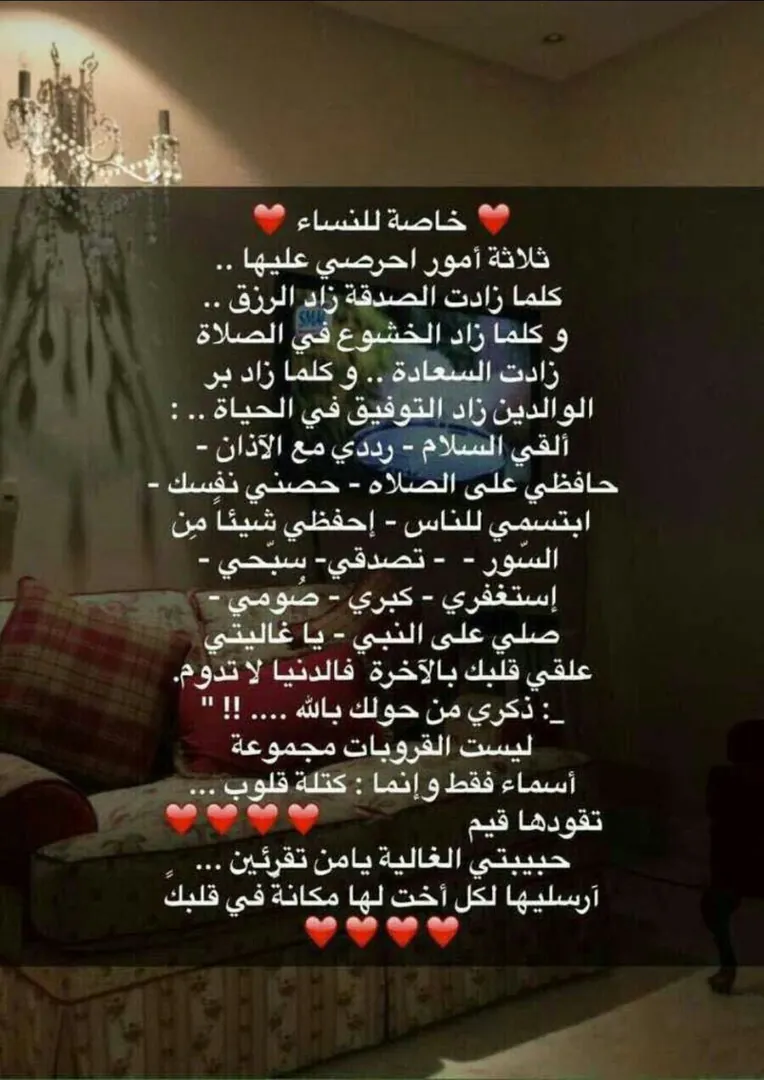 ❤️ خاصة للنساء ❤️
ثلاثة أمور احرصي عليها ..
كلما زادت الصدقة زاد الرزق ..
و كلما زاد الخشوع في الصلاة
زادت السعادة .. و كلما زاد بر
الوالدين زاد التوفيق في الحياة .. :
ألقي السلام - رددي مع الآذان -
حافظي على الصلاه - حصني نفسك -
ابتسمي للناس - إحفظي شيئاً مِن
السّور - - تصدقي- سبّحي -
إستغفري - كبري - صُومي -
صلي على النبي - يا غاليتي
علقي قلبك بالآخرة فالدنيا لا تدوم.
_: ذكري من حولك بالله .... !! "
ليست القروبات مجموعة
أسماء فقط و إنما : كتلة قلوب ...
تقودها قيم ❤️❤️❤️❤️
حبيبتي الغالية يامن تقرئين ...
آرسليها لكل أخت لها مكانةً في قلبكً
❤️❤️❤️❤️